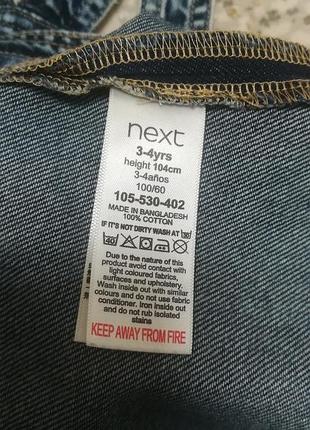 next
3-4yrs
height 104cm
3-4años
100/60
105-530-402
MADE IN BANGLADESH
100% COTTON
IF IT'S NOT DIRTY WASH AT 30
40
Due to the nature of this
product avoid contact with
light coloured fabrics,
surfaces and upholstery.
Wash inside out with similar
colours and do not use fabric
conditioner. Iron inside out
and do not rub isolated
stains
KEEP AWAY FROM FIRE